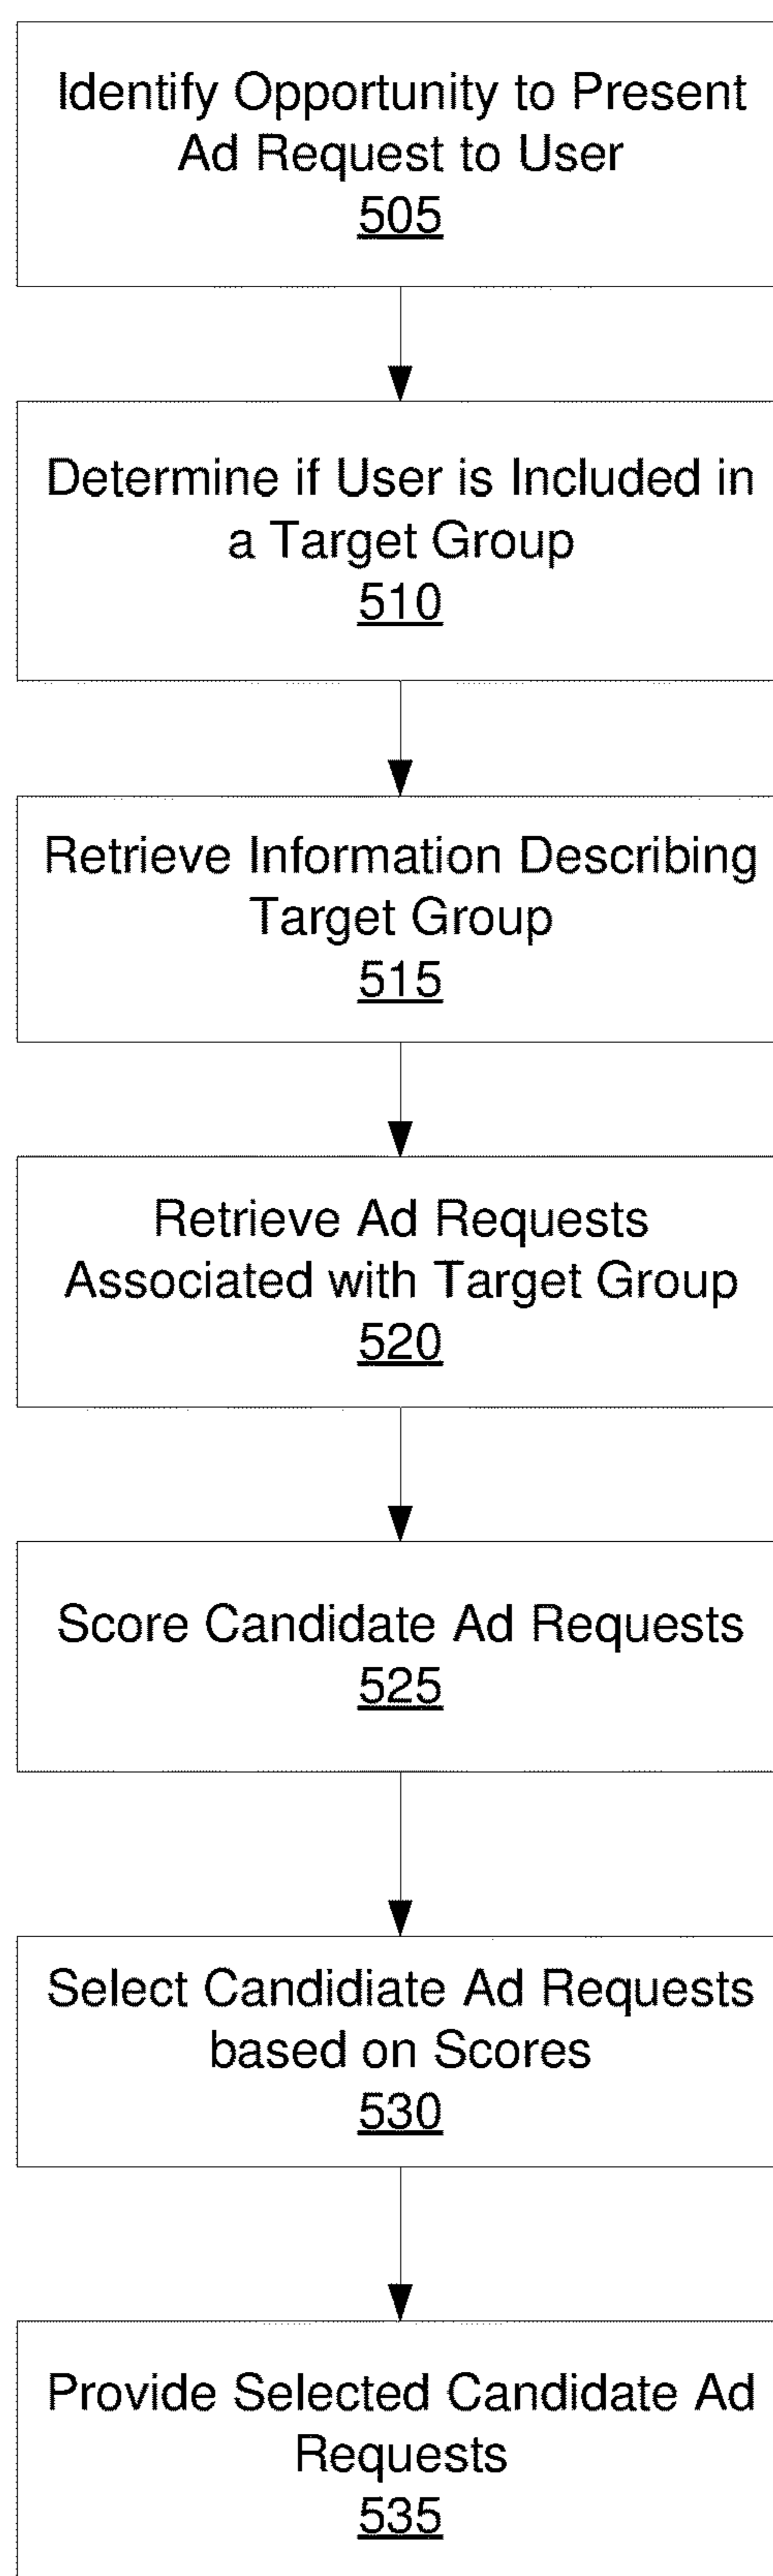 Identify Opportunity to Present
Ad Request to User
505
Determine if User is Included in
a Target Group
510
Retrieve Information Describing
Target Group
515
Retrieve Ad Requests
Associated with Target Group
520
Score Candidate Ad Requests
525
Select Candidiate Ad Requests
based on Scores
530
Provide Selected Candidate Ad
Requests
535